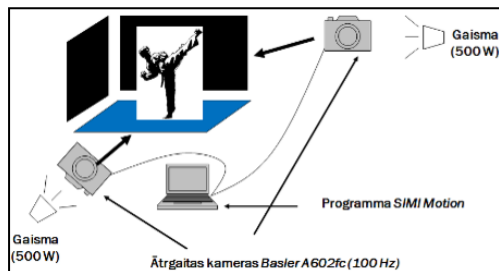 Gaisma
(500 W)
Programma SIMI Motion
Gaisma
(500 W)
Ātrgaitas kameras Basler A602fc (100 Hz)